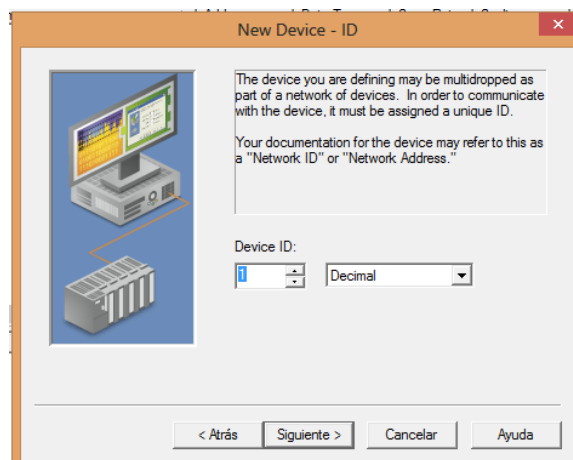 New Device - ID
The device you are defining may be multidropped as
part of a network of devices. In order to communicate
with the device, it must be assigned a unique ID.
Your documentation for the device may refer to this as
a "Network ID" or "Network Address."
Device ID:
1 Decimal
< Atrás Siguiente > Cancelar Ayuda